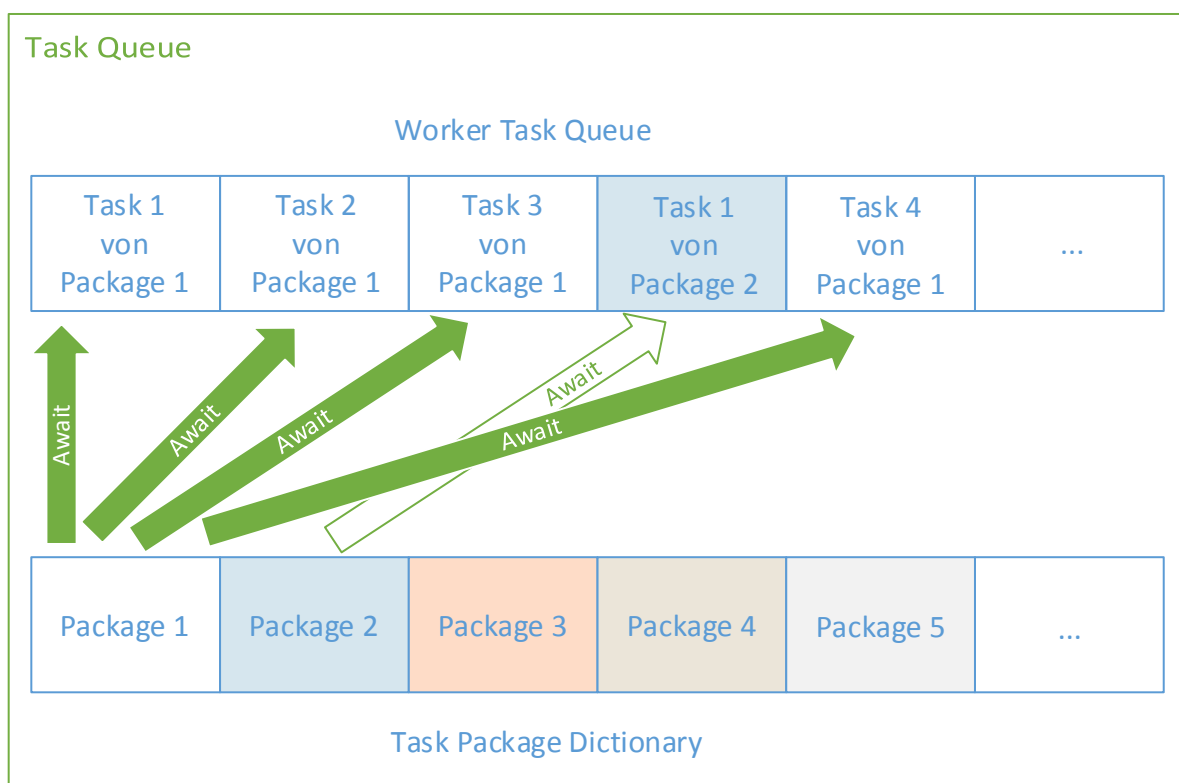 Task Queue
Worker Task Queue
Task 1
von
Package 1
Task 2
von
Package 1
Task 3
von
Package 1
Task 1
von
Package 2
Task 4
von
Package 1
...
Await
Await
Await
Await
Await
Package 1
Package 2
Package 3
Package 4
Package 5
...
Task Package Dictionary